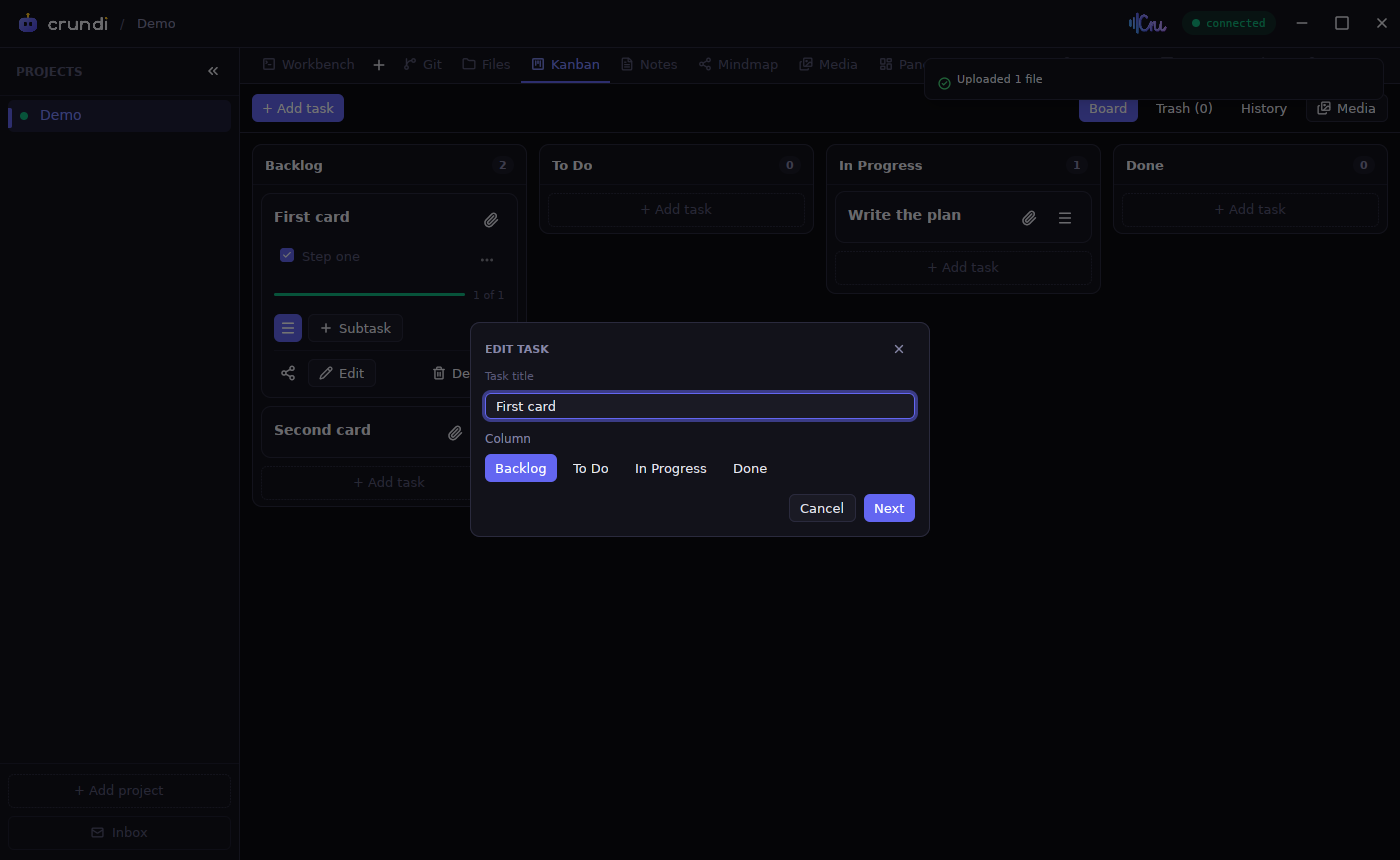 crundi / Demo
Cru
connected
PROJECTS
Demo
+ Add project
Inbox
Workbench + Git Files Kanban Notes Mindmap Media
Uploaded 1 file
+ Add task
Board Trash (0) History Media
Backlog 2
First card
Step one
1 of 1
+ Subtask
Edit
Second card
+ Add task
To Do 0
+ Add task
In Progress 1
Write the plan
+ Add task
Done 0
+ Add task
EDIT TASK
Task title
First card
Column
Backlog To Do In Progress Done
Cancel Next